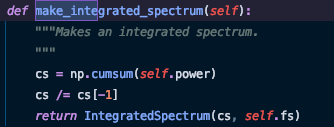 def make_integrated_spectrum(self):
"""Makes an integrated spectrum.
"""
cs = np.cumsum(self.power)
cs /= cs[-1]
return IntegratedSpectrum(cs, self.fs)